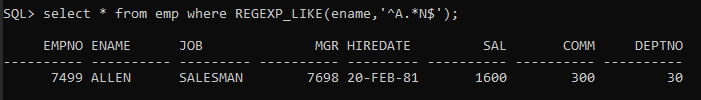 SQL> select * from emp where REGEXP_LIKE(ename,'^A.*N$');
EMPNO ENAME JOB MGR HIREDATE SAL COMM DEPTNO
---------- ---------- --------- ---------- --------- ---------- ---------- ----------
7499 ALLEN SALESMAN 7698 20-FEB-81 1600 300 30